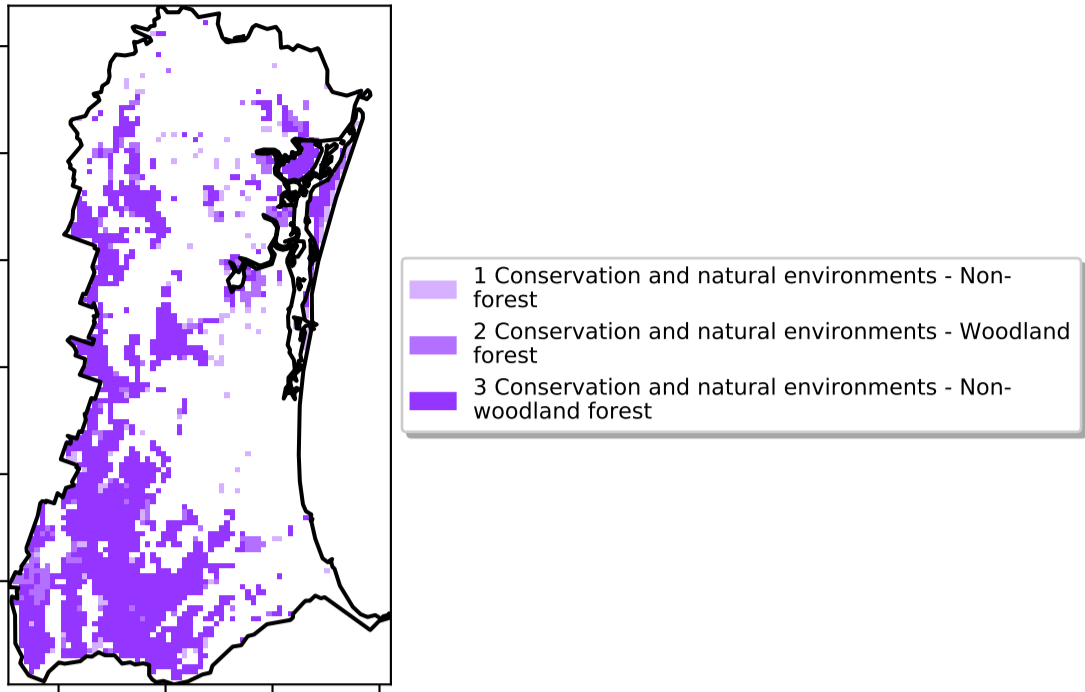 1 Conservation and natural environments - Non-
forest
2 Conservation and natural environments - Woodland
forest
3 Conservation and natural environments - Non-
woodland forest